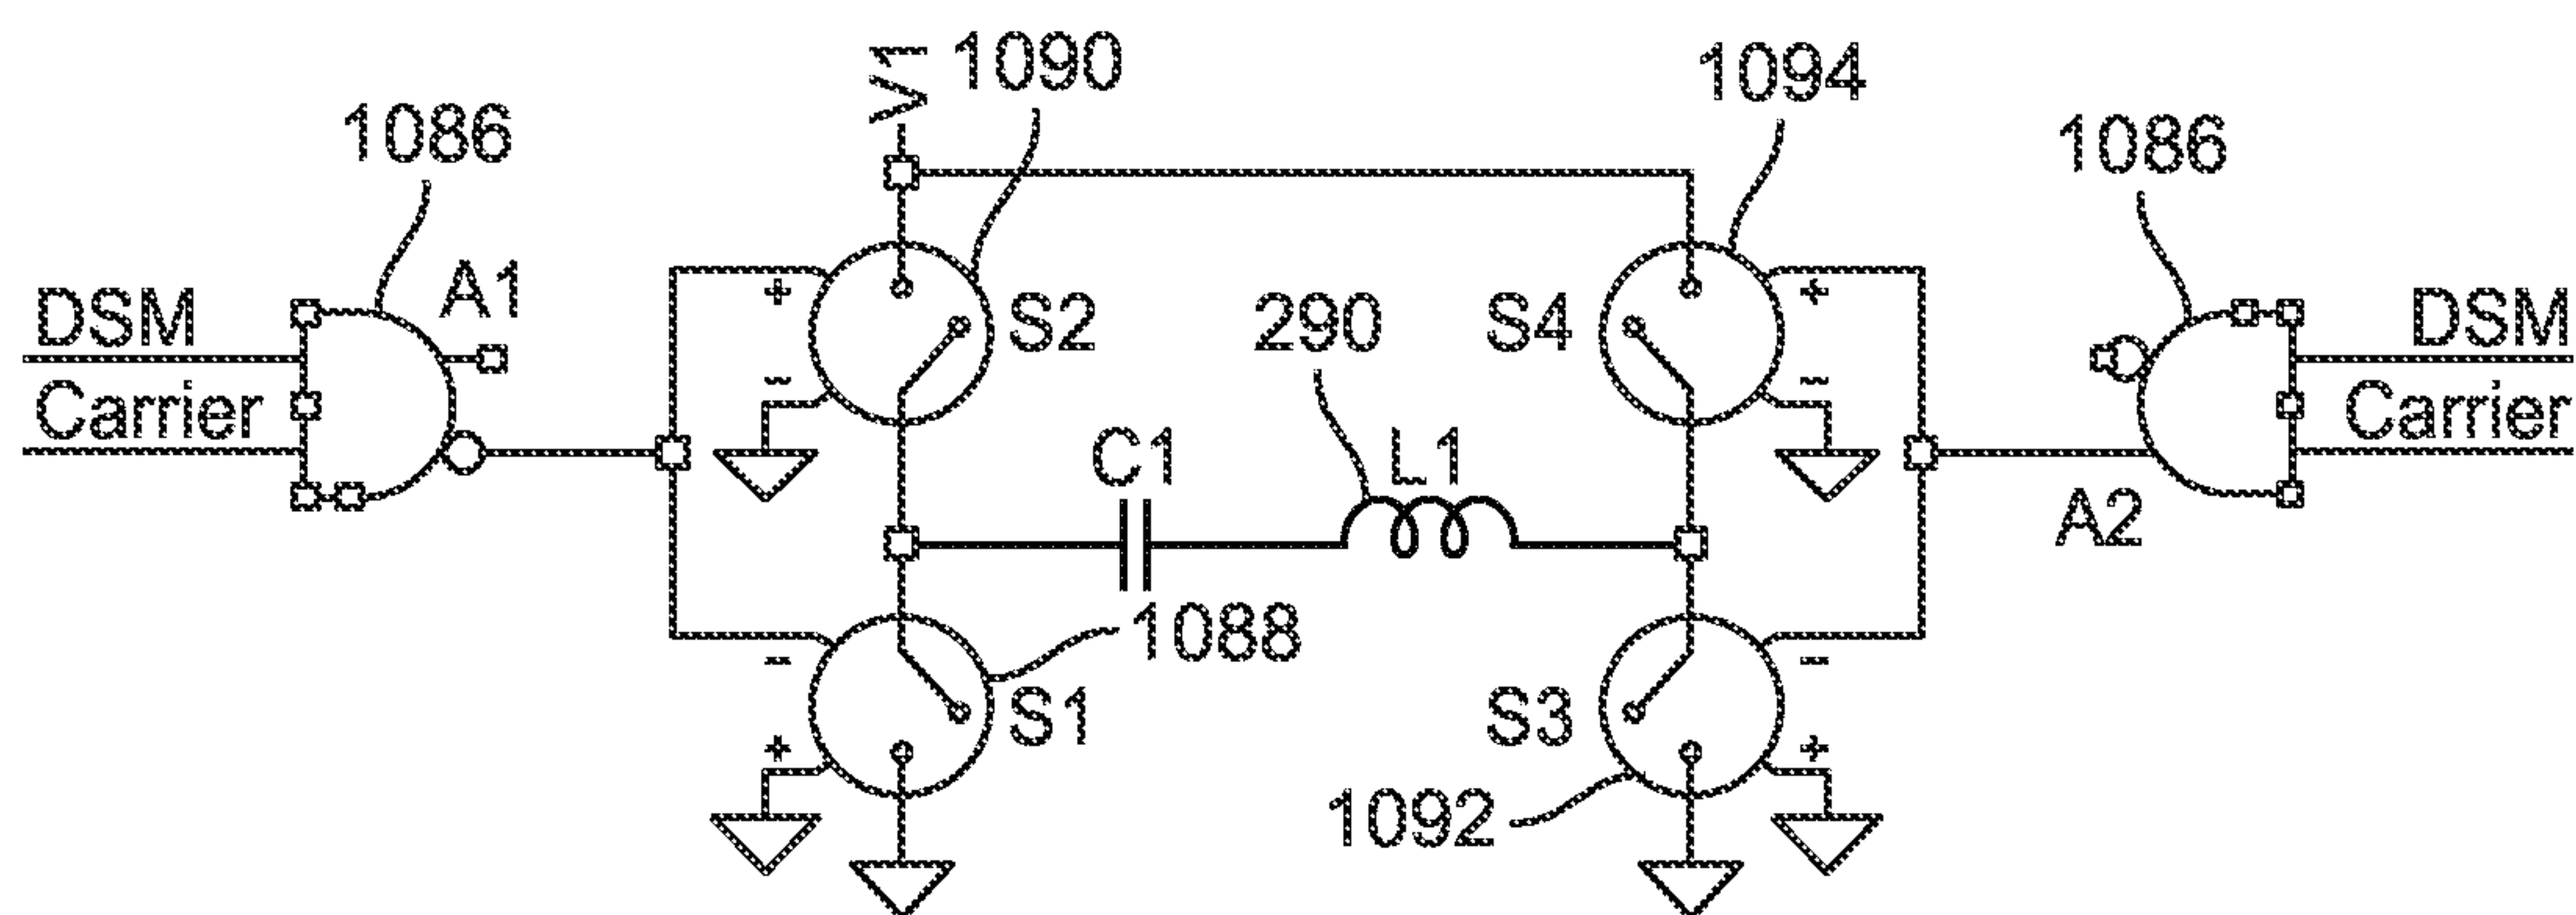 V1
1090
1094
1086
1086
A1
DSM
Carrier
+
-
S2
290
S4
+
-
DSM
Carrier
C1
L1
A2
-
+
1088
S1
S3
-
+
1092